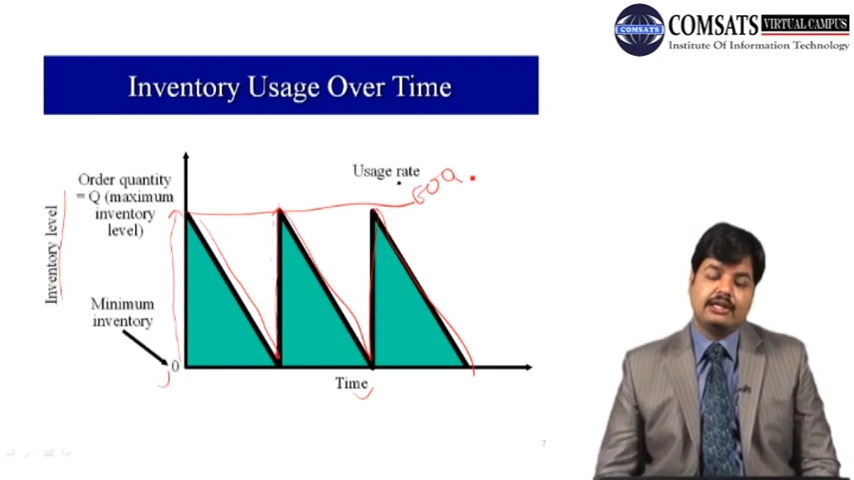 COMSATS VIRTUAL CAMPUS
COMSATS
Institute Of Information Technology
Inventory Usage Over Time
Usage rate
EOQ
Order quantity
= Q (maximum
inventory
level)
Inventory level
Minimum
inventory
0
Time
7